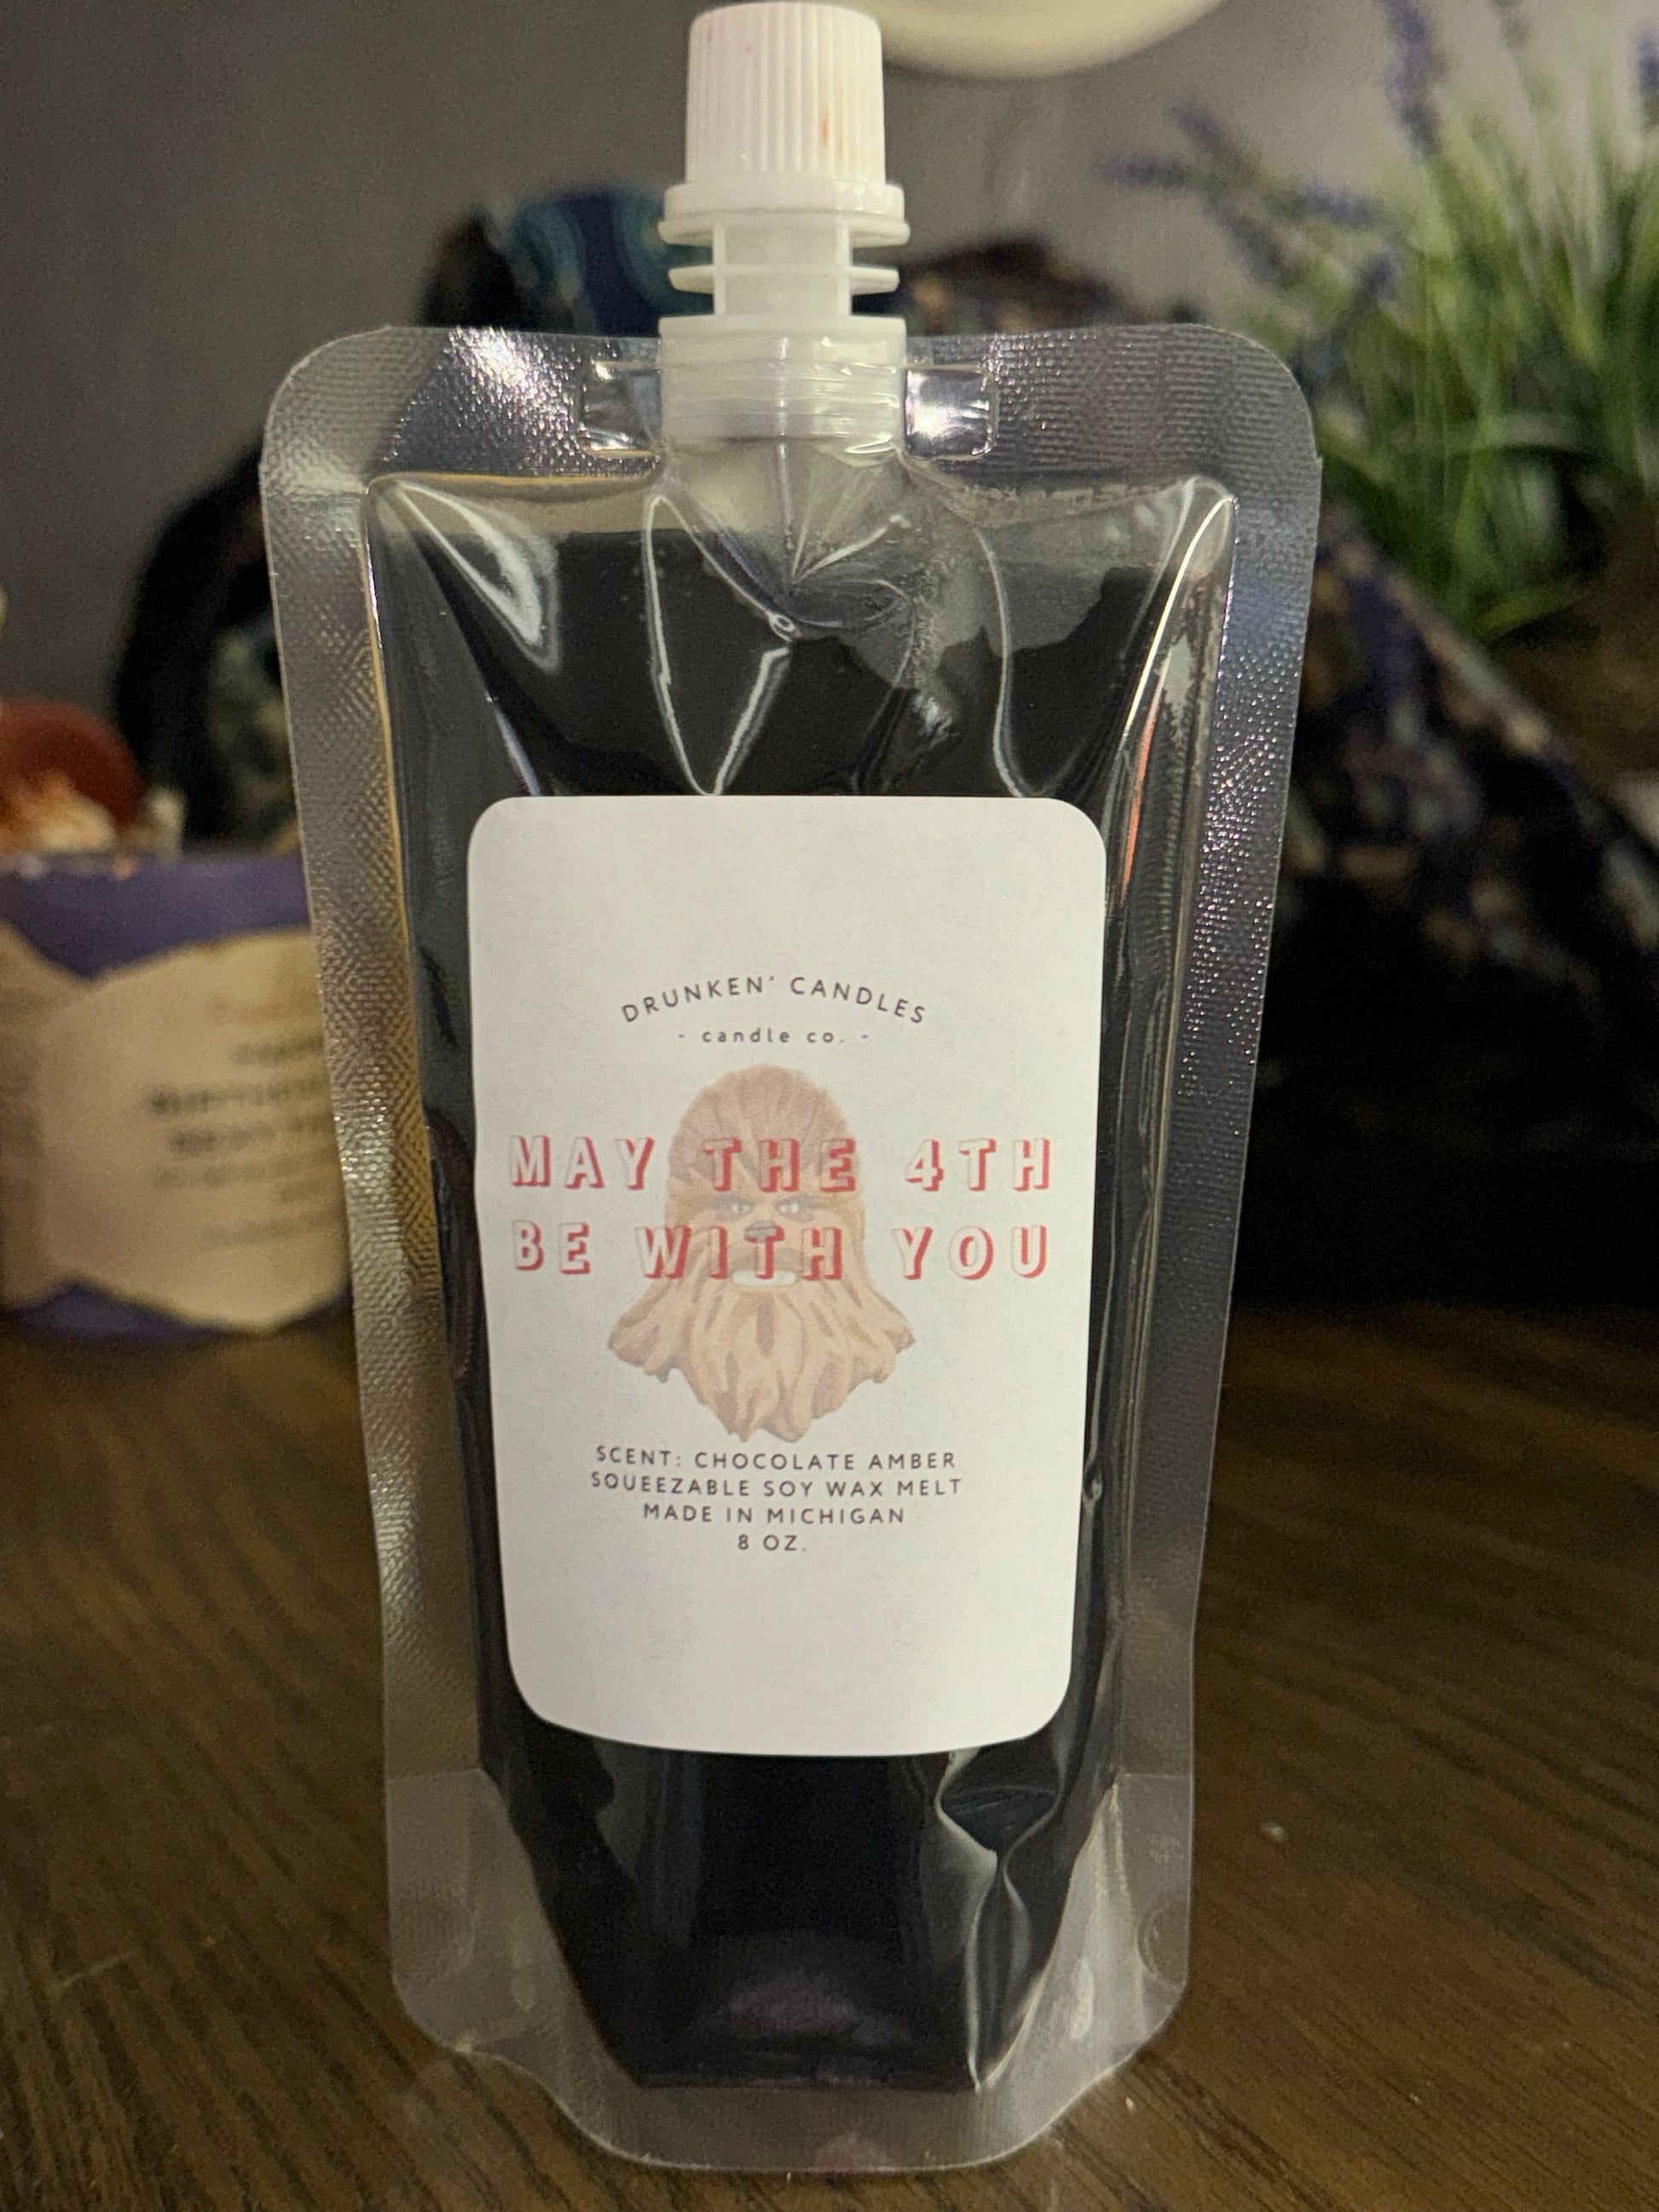 DRUNKEN' CANDLES
- candle co. -
MAY THE 4TH
BE WITH YOU
SCENT: CHOCOLATE AMBER
SQUEEZABLE SOY WAX MELT
MADE IN MICHIGAN
8 OZ.